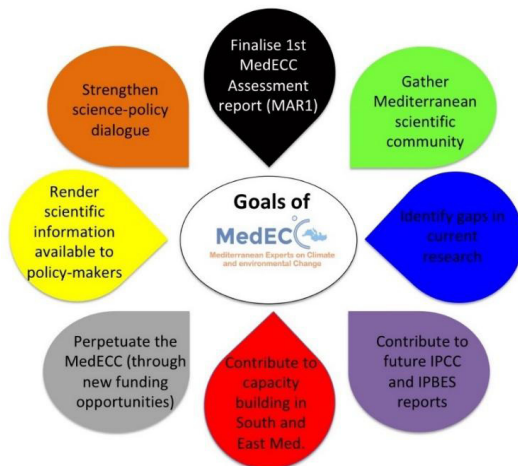 Finalise 1st
MedECC
Assessment
report (MAR1)
Gather
Mediterranean
scientific
community
Identify gaps in
current
research
Contribute to
future IPCC
and IPBES
reports
Contribute to
capacity
building in
South and
East Med.
Perpetuate the
MedECC (through
new funding
opportunities)
Render
scientific
information
available to
policy-makers
Strengthen
science-policy
dialogue
Goals of
MedECC
Mediterranean Experts on Climate
and environmental Change